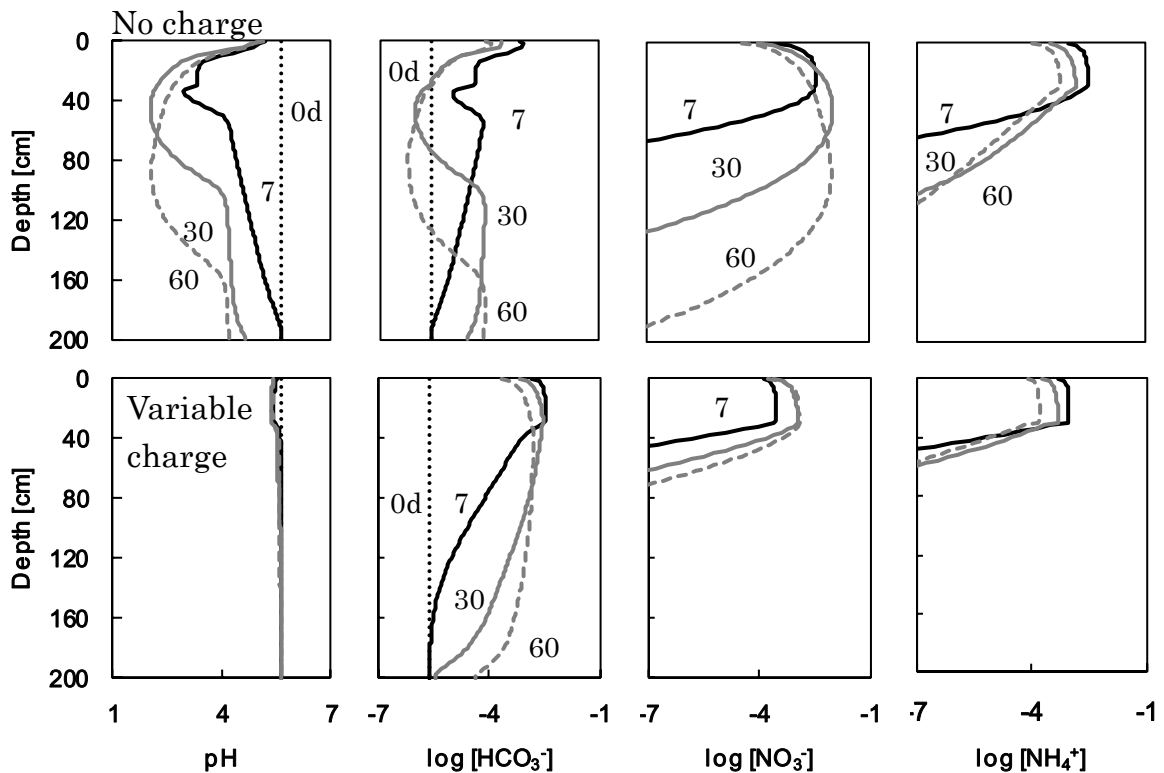 No charge
0
40
80
120
160
200
Depth [cm]
0d
7
30
60
0d
7
30
60
7
30
60
7
30
60
Variable
charge
0
40
80
120
160
200
Depth [cm]
0d
7
30
60
7
1 4 7
-7 -4 -1
-7 -4 -1
-7 -4 -1
pH
log [HCO₃⁻]
log [NO₃⁻]
log [NH₄⁺]